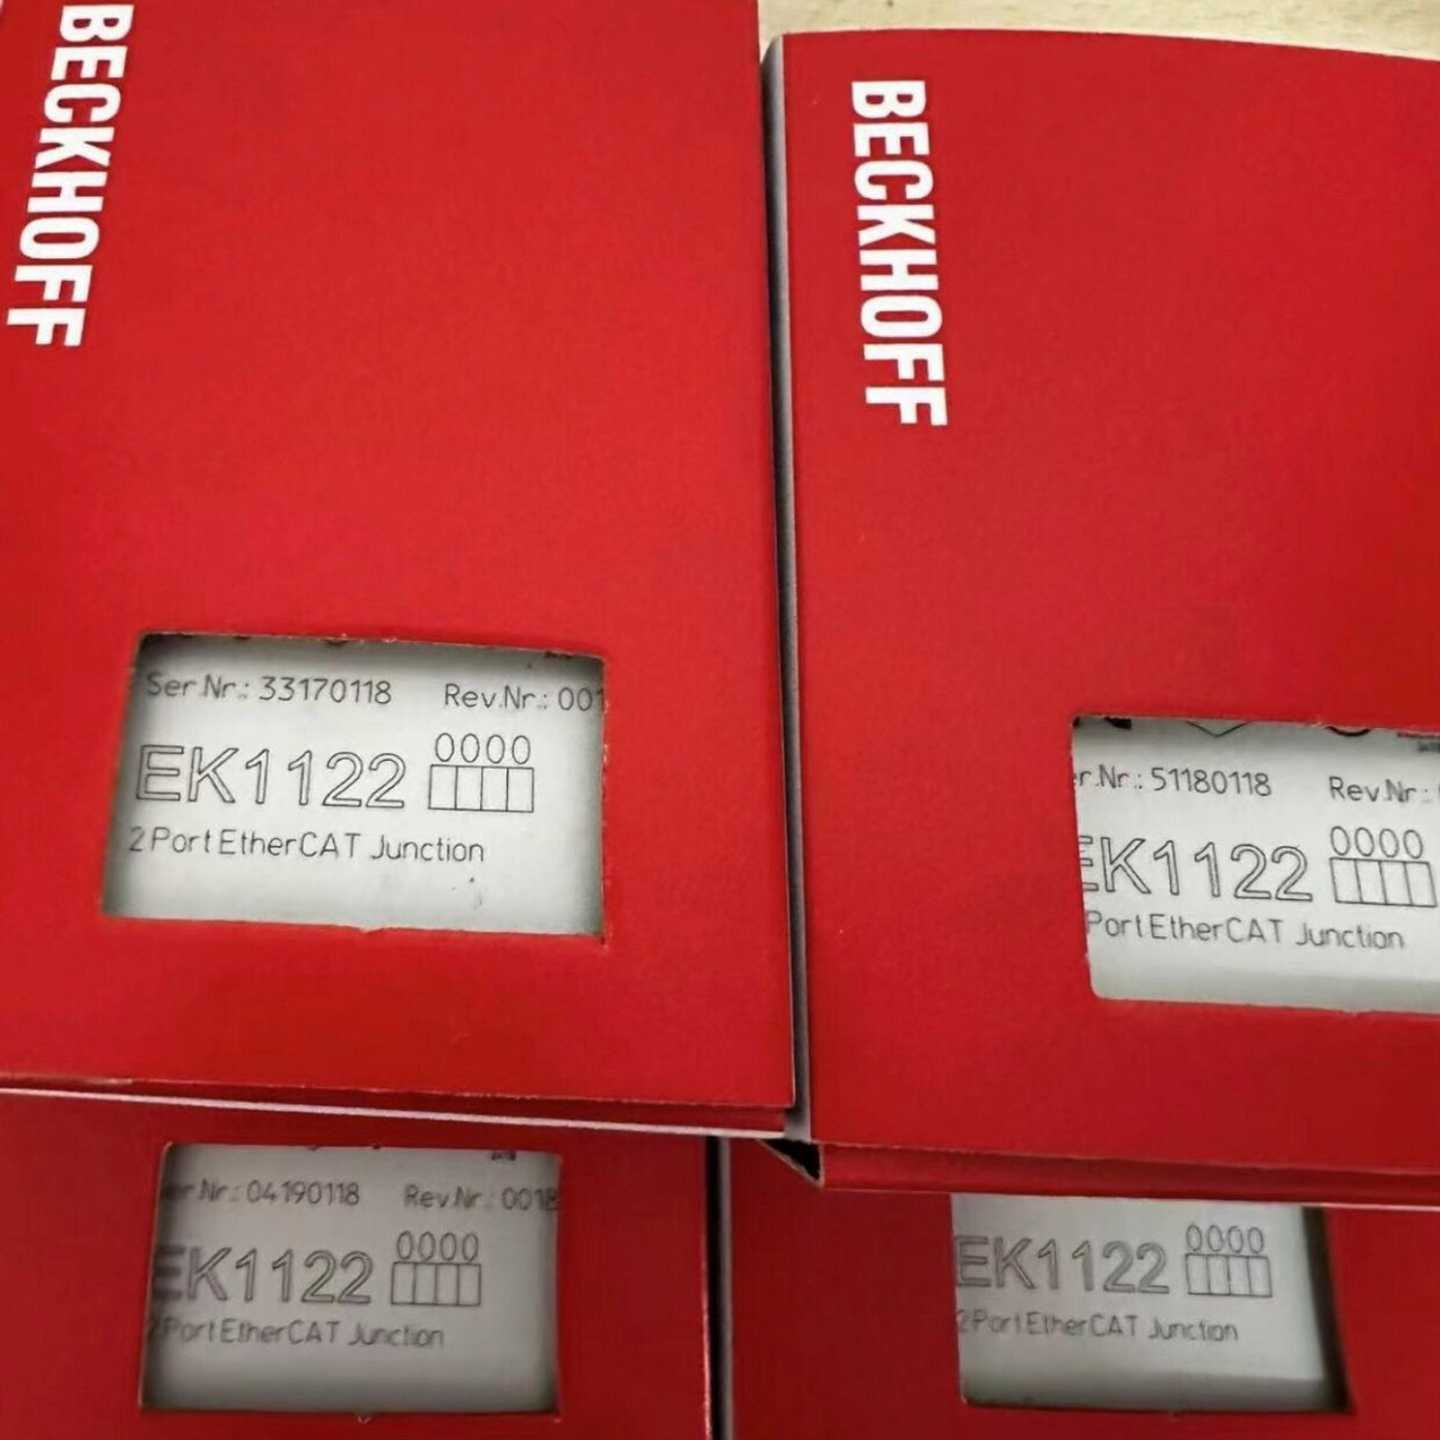 BECKHOFF
Ser.Nr.: 33170118 Rev.Nr.: 001
EK1122 0000
2 Port EtherCAT Junction
BECKHOFF
r.Nr.: 51180118 Rev.Nr.:
EK1122 0000
Port EtherCAT Junction
er.Nr.: 04190118 Rev.Nr.: 0018
EK1122 0000
2 Port EtherCAT Junction
EK1122 0000
2 Port EtherCAT Junction